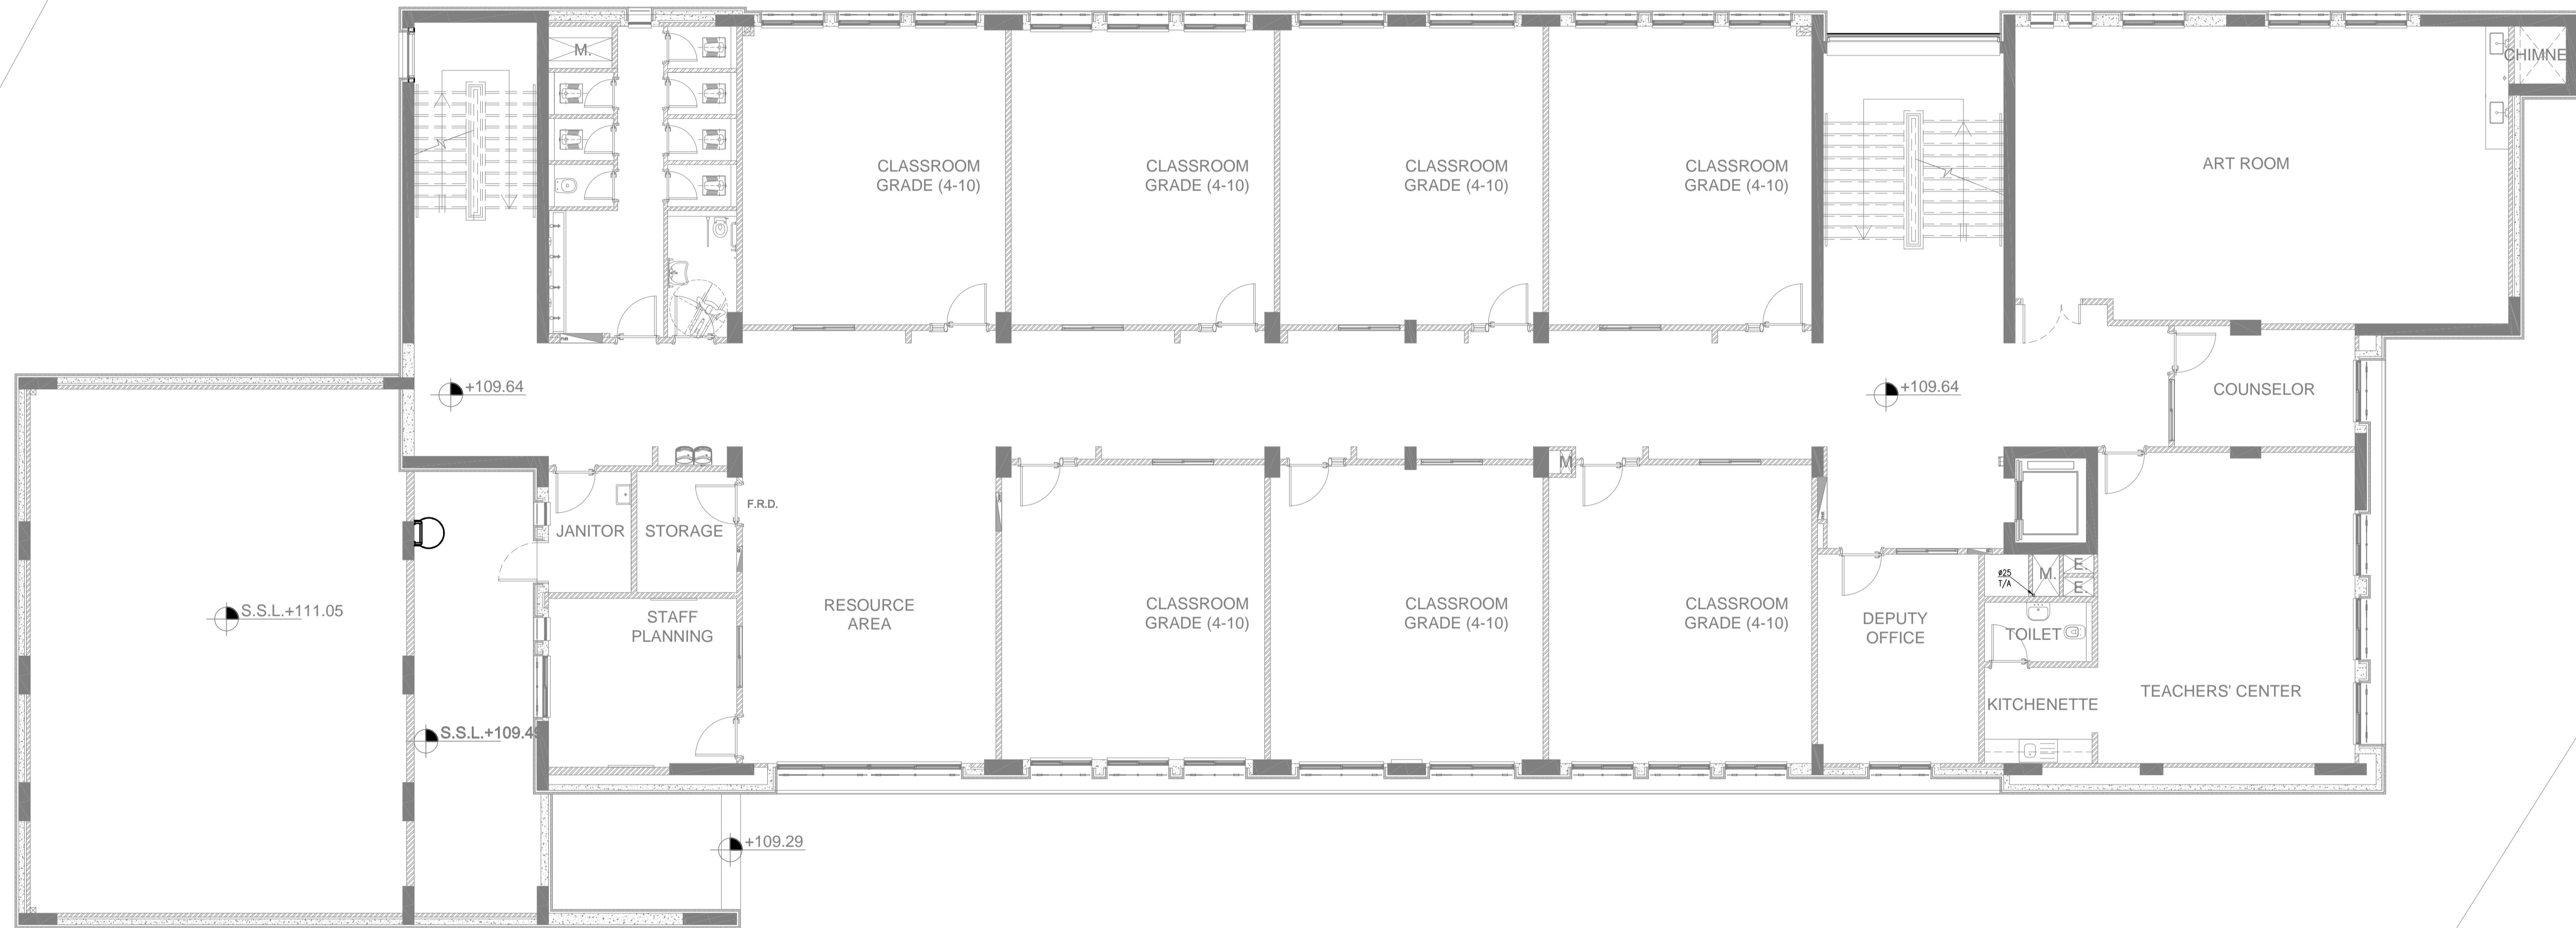 M.
CHIMNE
CLASSROOM
GRADE (4-10)
CLASSROOM
GRADE (4-10)
CLASSROOM
GRADE (4-10)
CLASSROOM
GRADE (4-10)
ART ROOM
+109.64
+109.64
COUNSELOR
M
F.R.D.
JANITOR
STORAGE
S.S.L.+111.05
STAFF
PLANNING
RESOURCE
AREA
CLASSROOM
GRADE (4-10)
CLASSROOM
GRADE (4-10)
CLASSROOM
GRADE (4-10)
DEPUTY
OFFICE
ø25
T/A
M.
E.
E.
TOILET
KITCHENETTE
TEACHERS' CENTER
S.S.L.+109.49
+109.29